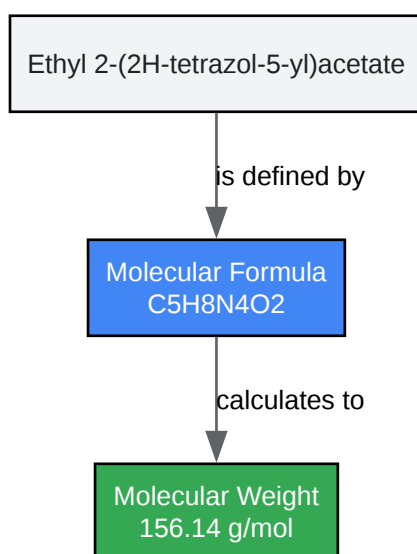 Ethyl 2-(2H-tetrazol-5-yl)acetate
is defined by
Molecular Formula
C5H8N4O2
calculates to
Molecular Weight
156.14 g/mol